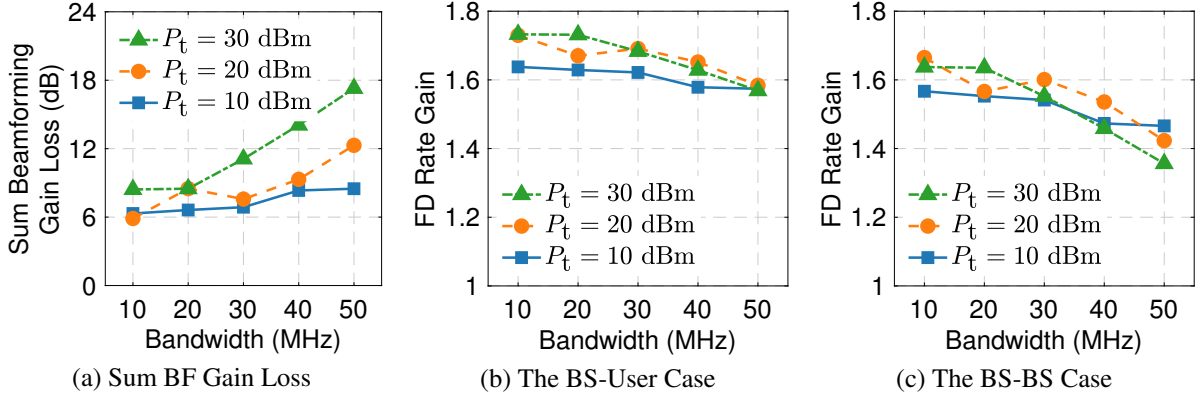 Sum Beamforming
Gain Loss (dB)
24
18
12
6
0
P_t = 30 dBm
P_t = 20 dBm
P_t = 10 dBm
10 20 30 40 50
Bandwidth (MHz)
(a) Sum BF Gain Loss
FD Rate Gain
1.8
1.6
1.4
1.2
1
P_t = 30 dBm
P_t = 20 dBm
P_t = 10 dBm
10 20 30 40 50
Bandwidth (MHz)
(b) The BS-User Case
FD Rate Gain
1.8
1.6
1.4
1.2
1
P_t = 30 dBm
P_t = 20 dBm
P_t = 10 dBm
10 20 30 40 50
Bandwidth (MHz)
(c) The BS-BS Case